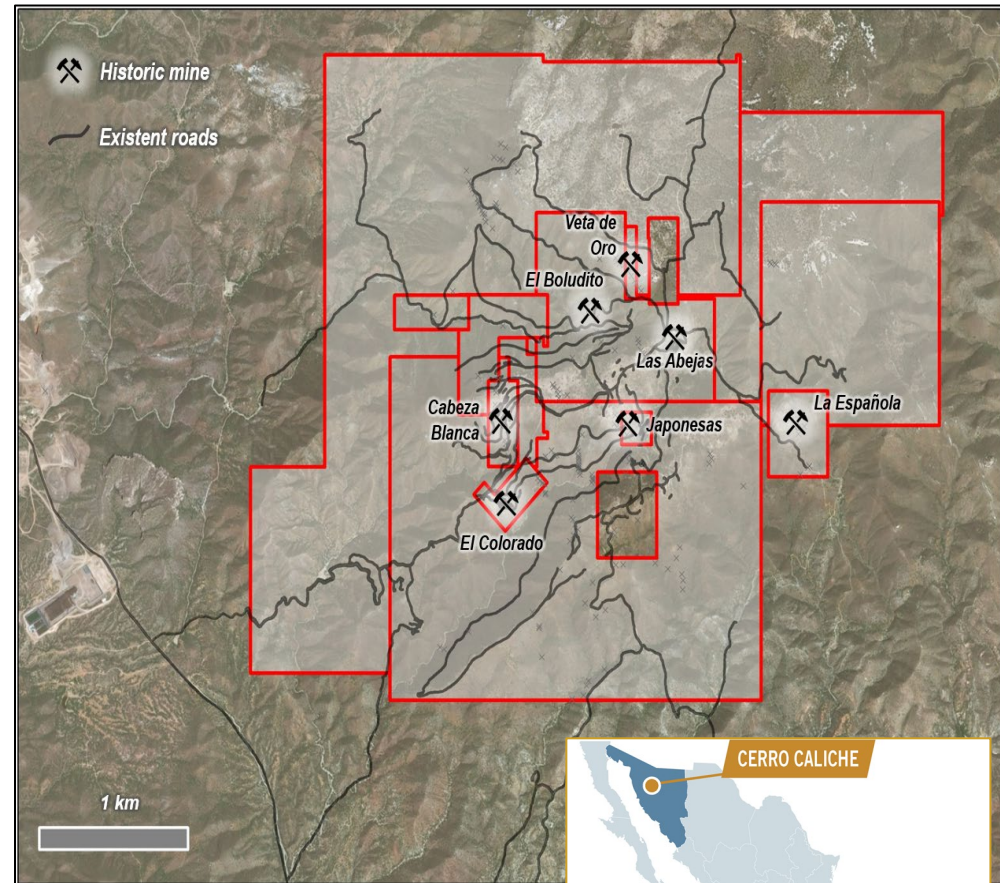 Historic mine
Existent roads
Veta de
Oro
El Boludito
Las Abejas
La Española
Cabeza
Blanca
Japonesas
El Colorado
1 km
CERRO CALICHE